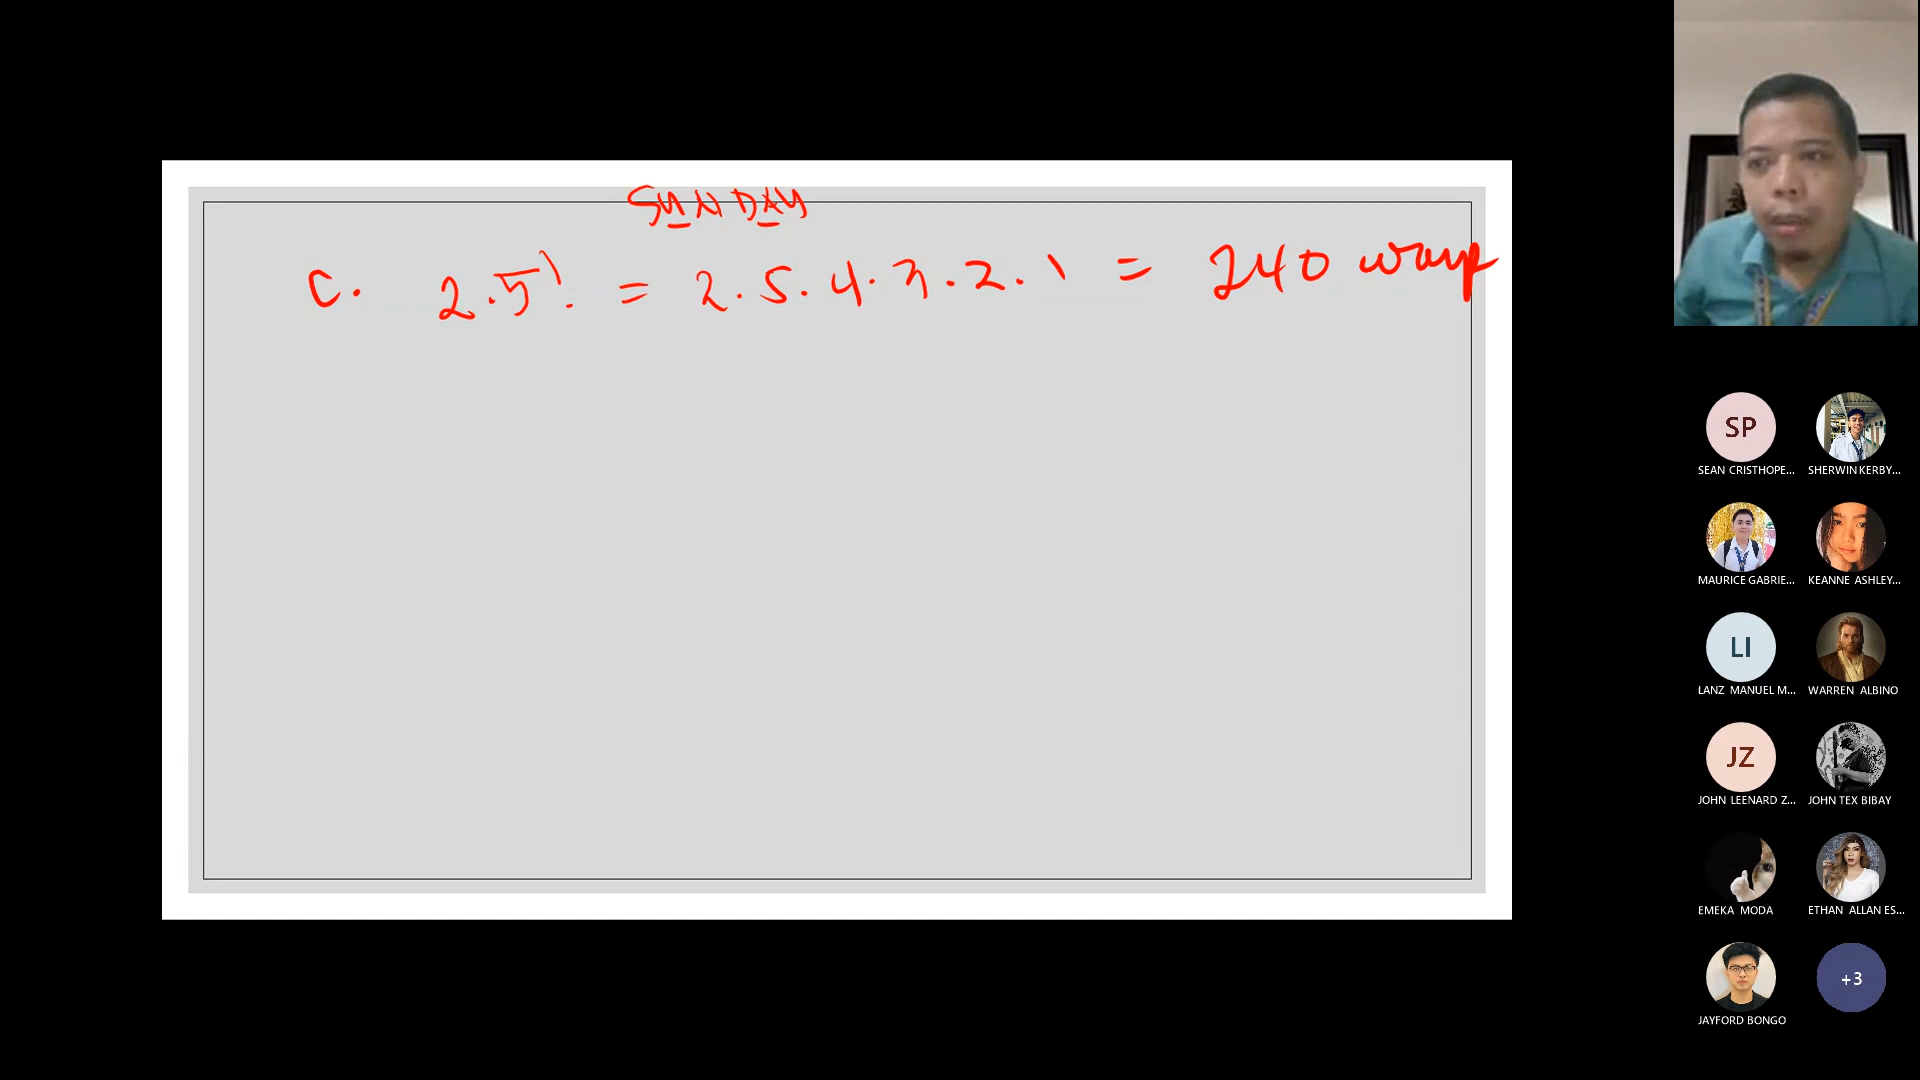 SUNDAY
C. 2.5! = 2.5.4.3.2.1 = 240 ways
SP
SEAN CRISTHOPE... SHERWIN KERBY...
MAURICE GABRIE... KEANNE ASHLEY...
LI
LANZ MANUEL M... WARREN ALBINO
JZ
JOHN LEENARD Z... JOHN TEX BIBAY
EMEKA MODA ETHAN ALLAN ES...
+3
JAYFORD BONGO